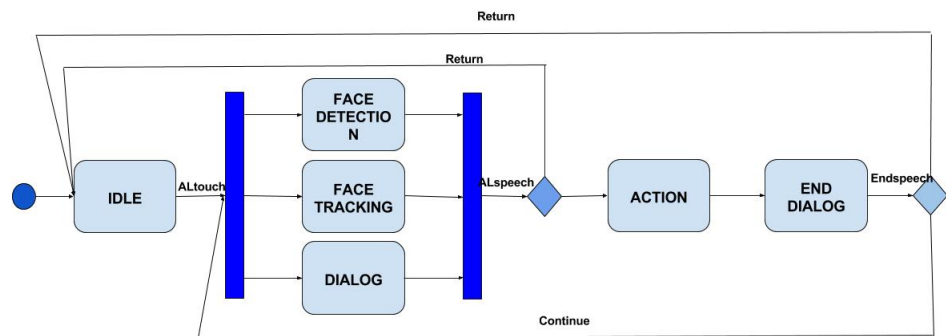 Return
Return
FACE
DETECTIO
N
ALtouch
IDLE
FACE
TRACKING
ALspeech
ACTION
END
DIALOG
Endspeech
DIALOG
Continue